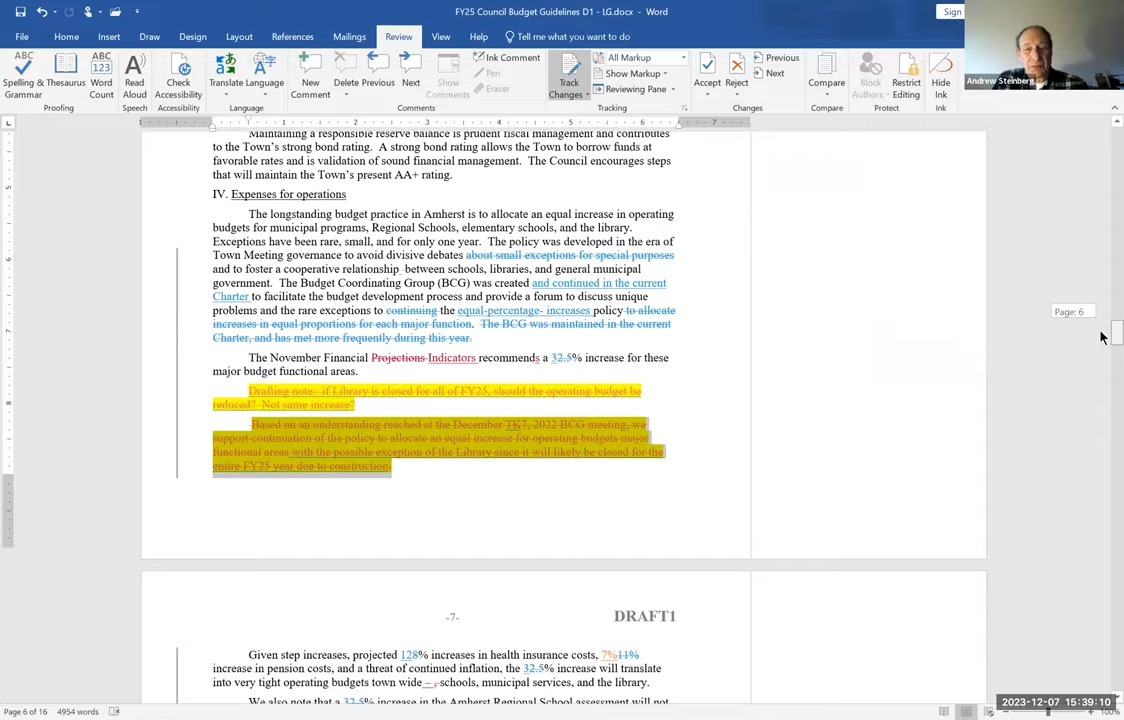 FY25 Council Budget Guidelines D1 - LG.docx - Word
Sign
File Home Insert Draw Design Layout References Mailings Review View Help Tell me what you want to do
Andrew Steinberg
ABC
Spelling & Grammar
Thesaurus
ABC 123
Word Count
Proofing
Read Aloud
Speech
Check Accessibility
Accessibility
Translate
Language
Language
New Comment
Delete
Previous
Next
Show Comments
Comments
Ink Comment
Pen
Eraser
Track Changes
All Markup
Show Markup
Reviewing Pane
Tracking
Accept
Reject
Previous
Next
Changes
Compare
Compare
Block Authors
Restrict Editing
Protect
Hide Ink
Ink
1 2 3 4 5 6 7
Maintaining a responsible reserve balance is prudent fiscal management and contributes
to the Town's strong bond rating. A strong bond rating allows the Town to borrow funds at
favorable rates and is validation of sound financial management. The Council encourages steps
that will maintain the Town's present AA+ rating.
IV. Expenses for operations
The longstanding budget practice in Amherst is to allocate an equal increase in operating
budgets for municipal programs, Regional Schools, elementary schools, and the library.
Exceptions have been rare, small, and for only one year. The policy was developed in the era of
Town Meeting governance to avoid divisive debates about small exceptions for special purposes
and to foster a cooperative relationship between schools, libraries, and general municipal
government. The Budget Coordinating Group (BCG) was created and continued in the current
Charter to facilitate the budget development process and provide a forum to discuss unique
problems and the rare exceptions to continuing the equal-percentage- increases policy to allocate
increases in equal proportions for each major function. The BCG was maintained in the current
Charter, and has met more frequently during this year.
The November Financial Projections Indicators recommends a 32.5% increase for these
major budget functional areas.
Drafting note: if Library is closed for all of FY25, should the operating budget be
reduced? Not same increase?
Based on an understanding reached at the December TK7, 2022 BCG meeting, we
support continuation of the policy to allocate an equal increase for operating budgets major
functional areas with the possible exception of the Library since it will likely be closed for the
entire FY25 year due to construction.
Page: 6
-7-
DRAFT1
Given step increases, projected 128% increases in health insurance costs, 7%11%
increase in pension costs, and a threat of continued inflation, the 32.5% increase will translate
into very tight operating budgets town wide – , schools, municipal services, and the library.
We also note that a 32.5% increase in the Amherst Regional School assessment will not
Page 6 of 16 4954 words
2023-12-07 15:39:10
100%